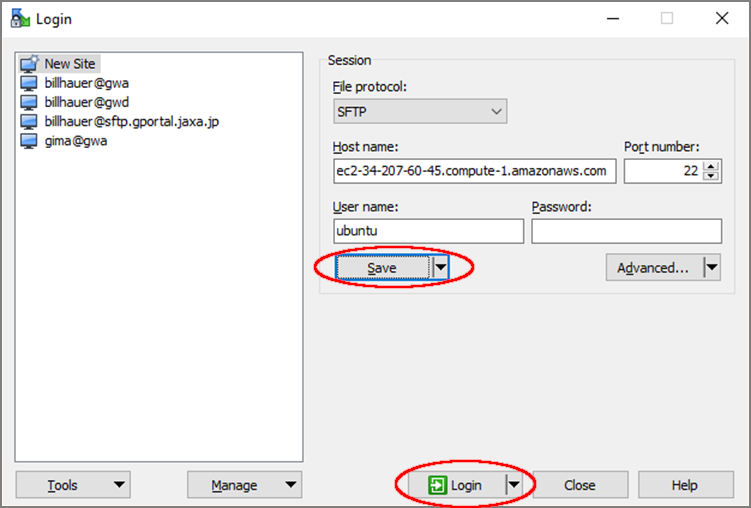 Login
New Site
billhauer@gwa
billhauer@gwd
billhauer@sftp.gportal.jaxa.jp
gima@gwa
Session
File protocol:
SFTP
Host name:
Port number:
ec2-34-207-60-45.compute-1.amazonaws.com
22
User name:
Password:
ubuntu
Save
Advanced...
Tools
Manage
Login
Close
Help